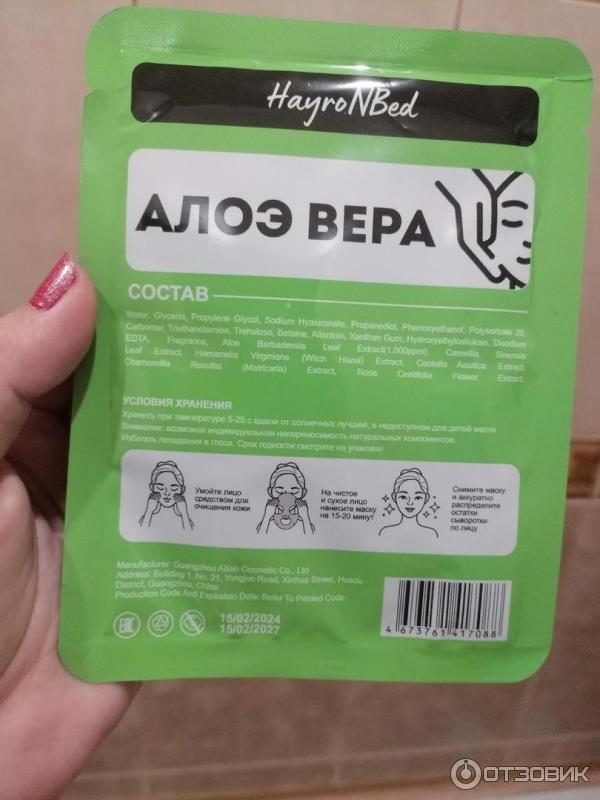 HayroNBed
АЛОЭ ВЕРА
СОСТАВ
Water, Glycerin, Propylene Glycol, Sodium Hyaluronate, Propanediol, Phenoxyethanol, Polysorbate 20,
Carbomer, Triethanolamine, Trehalose, Betaine, Allantoin, Xanthan Gum, Hydroxyethylcellulose, Disodium
EDTA, Fragrance, Aloe Barbadensis Leaf Extract(1,000ppm), Camellia Sinensis
Leaf Extract, Hamamelis Virginiana (Witch Hazel) Extract, Centella Asiatica Extract,
Chamomilla Recutita (Matricaria) Extract, Rosa Centifolia Flower Extract
УСЛОВИЯ ХРАНЕНИЯ
Хранить при температуре 5-25 с вдали от солнечных лучшей, в недоступном для детей месте
Внимание: возможно индивидуальная непереносимость натуральных компонентов.
Избегать попадания в глаза. Срок годности смотрите на упаковке
Умойте лицо
средством для
очищения кожи
На чистое
и сухое лицо
нанесите маску
на 15-20 минут
Снимите маску
и аккуратно
распределите
остатки
сыворотки
по лицу
Manufacturer: Guangzhou Aitian Cosmetic Co., Ltd
Address: Building 1, No. 21, Yongjun Road, Xinhua Street, Huadu
District, Guangzhou, China
Production Code And Expiration Date: Refer To Printed Code
EAC
15/02/2024
15/02/2027
4 673761 417088
ОТЗОВИК